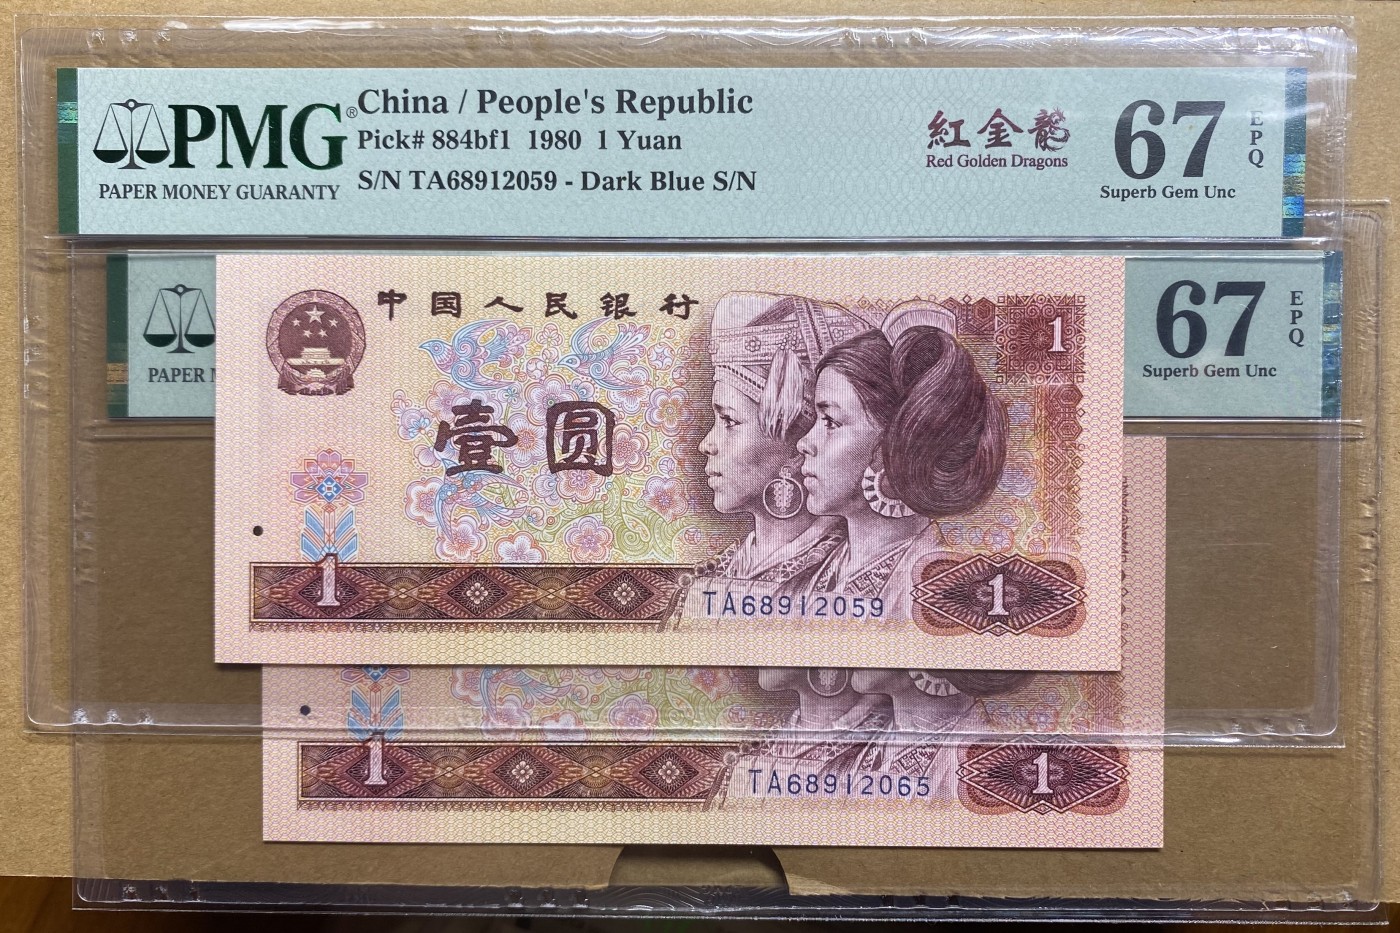 PMG®
PAPER MONEY GUARANTY
China / People's Republic
Pick# 884bf1 1980 1 Yuan
S/N TA68912059 - Dark Blue S/N
紅金龍
Red Golden Dragons
67
EPQ
Superb Gem Unc
PAPER
67
EPQ
Superb Gem Unc
中国人民银行
1
壹圆
1
TA68912059
1
1
TA68912065
1